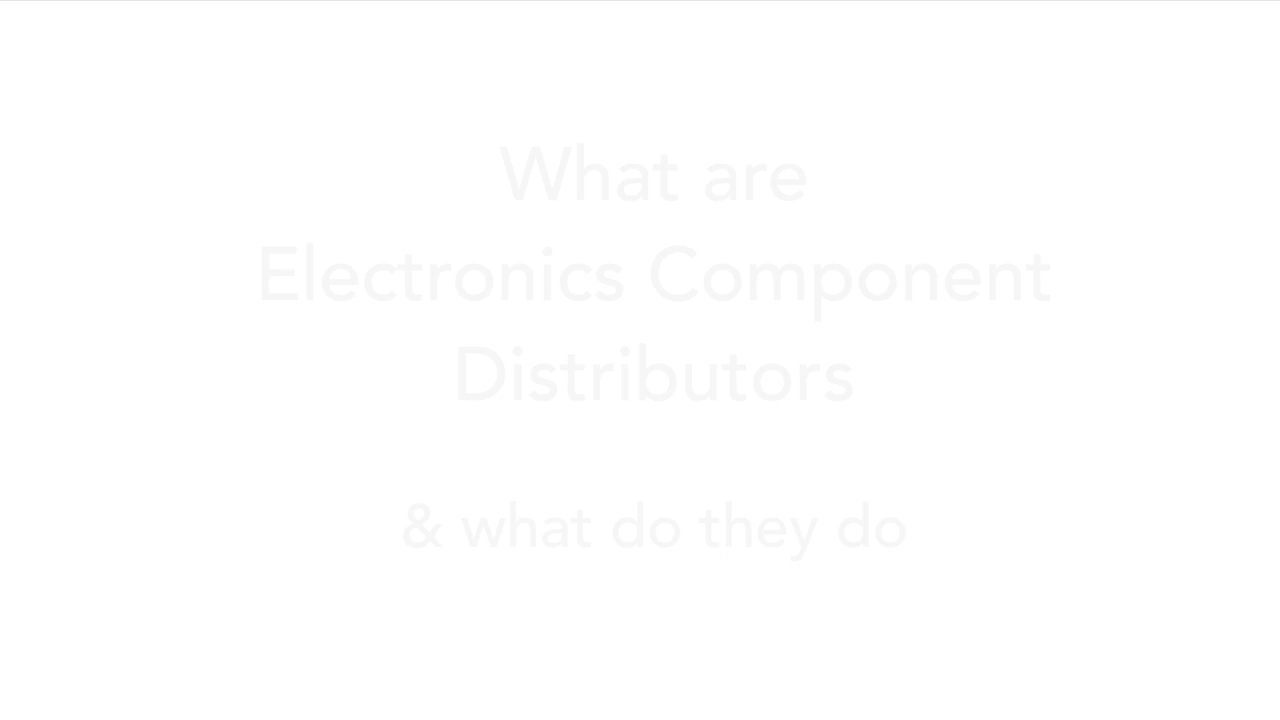 What are
Electronics Component
Distributors
& what do they do